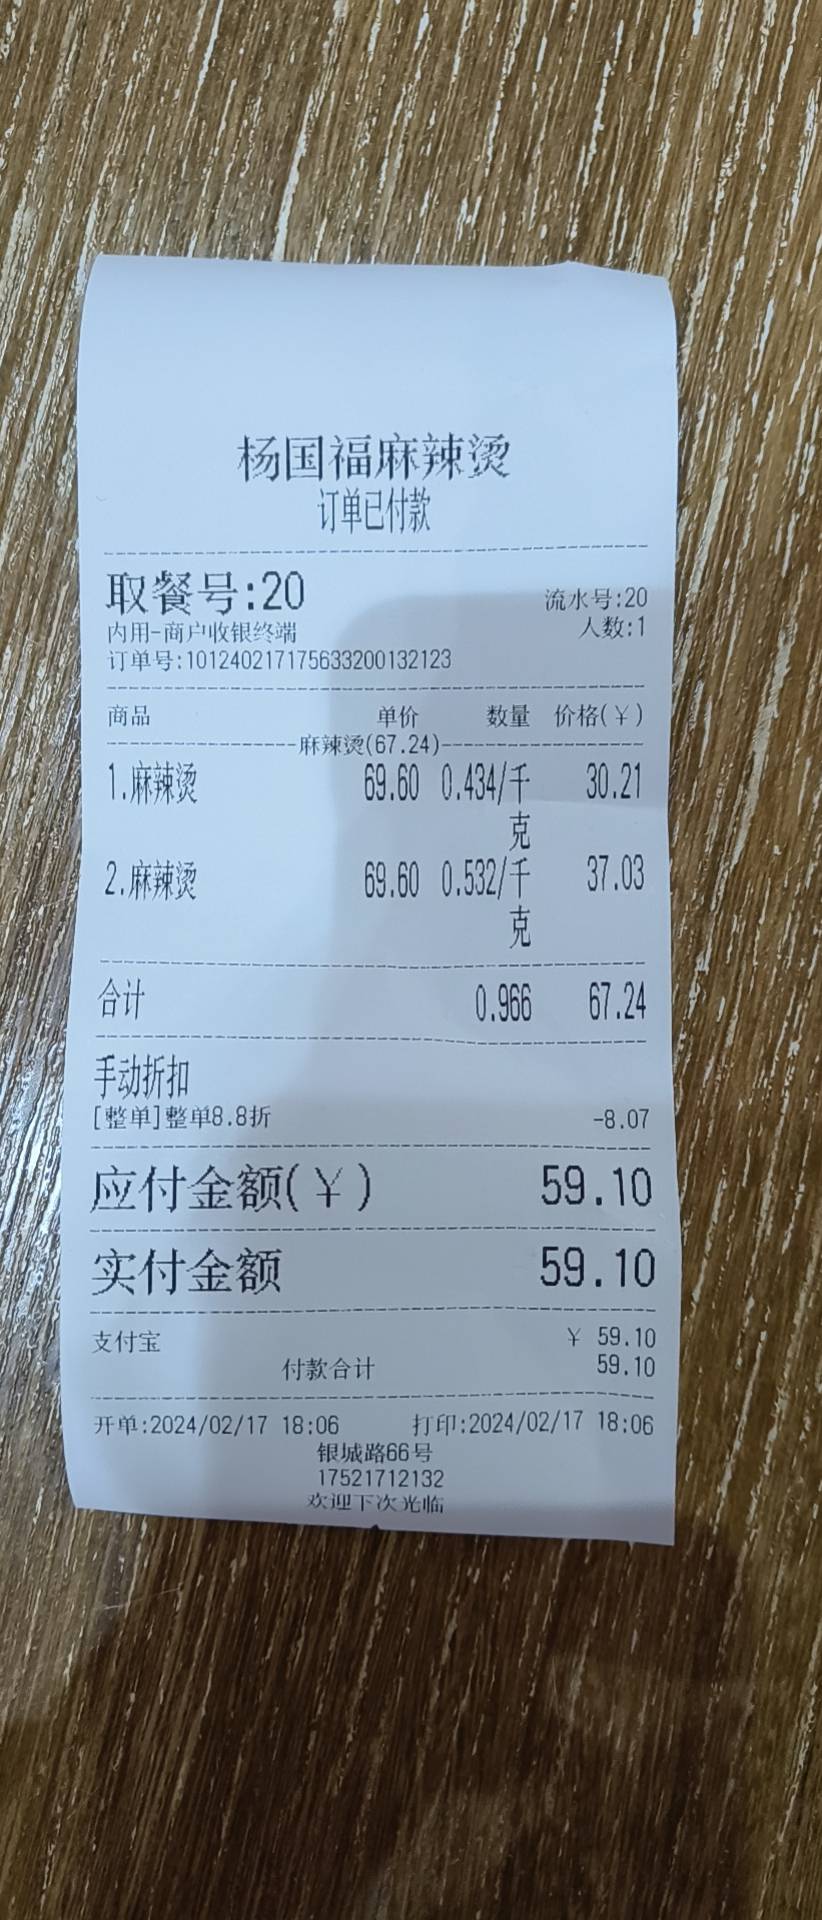 杨国福麻辣烫
订单已付款
取餐号:20 流水号:20
内用-商户收银终端 人数:1
订单号:1012402171756332001​32123
商品 单价 数量 价格(¥)
麻辣烫(67.24)
1.麻辣烫 69.60 0.434/千 30.21
克
2.麻辣烫 69.60 0.532/千 37.03
克
合计 0.966 67.24
手动折扣
[整单]整单8.8折 -8.07
应付金额(¥) 59.10
实付金额 59.10
支付宝 ¥ 59.10
付款合计 59.10
开单:2024/02/17 18:06 打印:2024/02/17 18:06
银城路66号
17521712132
欢迎下次光临